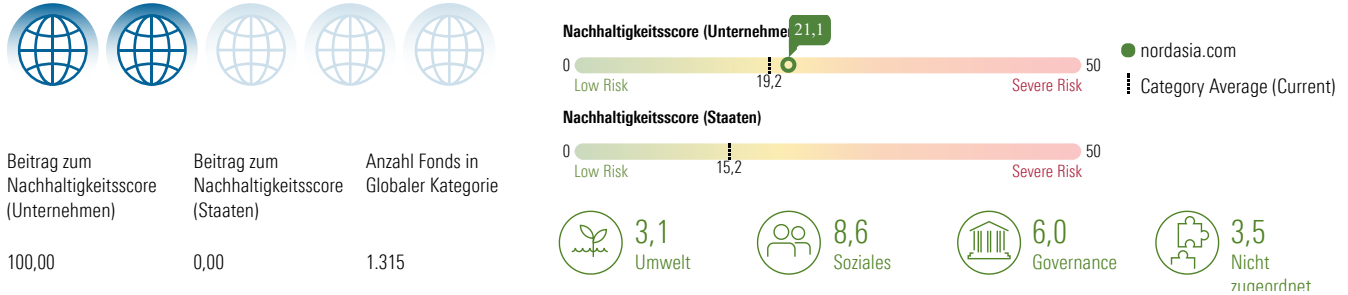 Beitrag zum
Nachhaltigkeitsscore
(Unternehmen)
100,00
Beitrag zum
Nachhaltigkeitsscore
(Staaten)
0,00
Anzahl Fonds in
Globaler Kategorie
1.315
Nachhaltigkeitsscore (Unternehme
21,1
0
50
19,2
Low Risk
Severe Risk
nordasia.com
Category Average (Current)
Nachhaltigkeitsscore (Staaten)
0
50
15,2
Low Risk
Severe Risk
3,1
Umwelt
8,6
Soziales
6,0
Governance
3,5
Nicht
zugeordnet